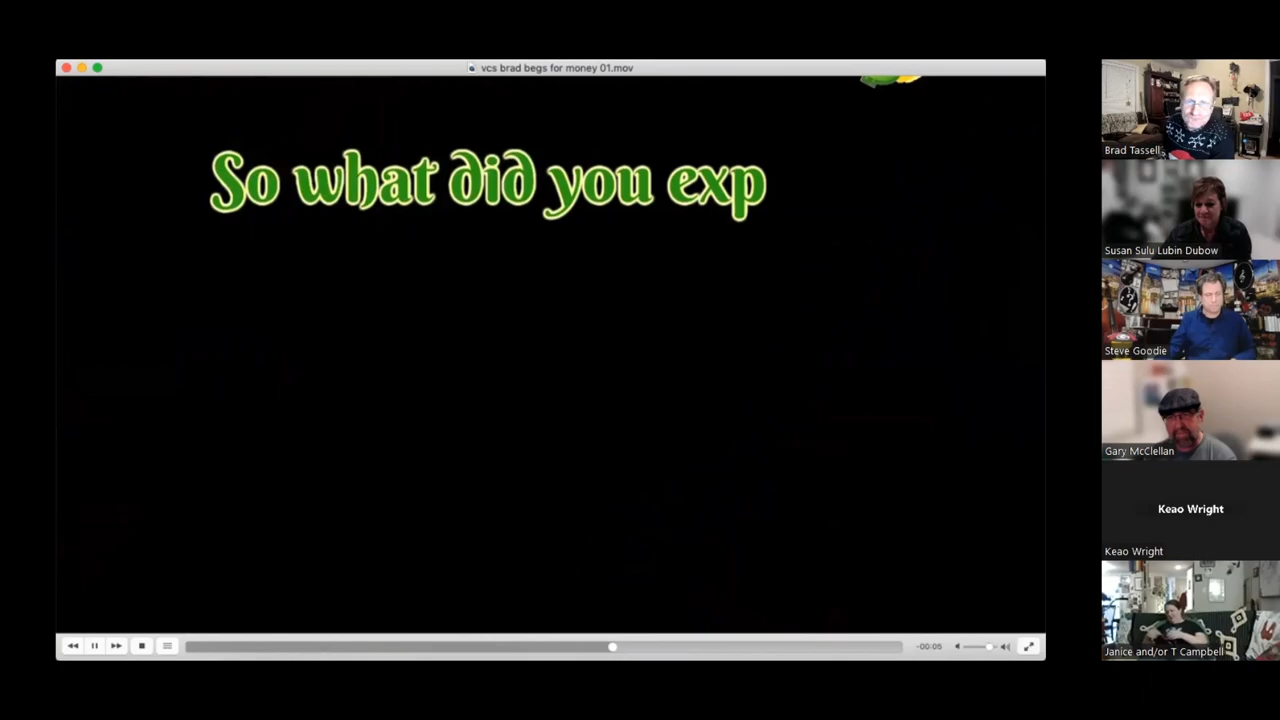 vcs brad begs for money 01.mov
So what did you exp
-00:05
Brad Tassell
Susan Sulu Lubin Dubow
Steve Goodie
Gary McClellan
Keao Wright
Keao Wright
Janice and/or T Campbell